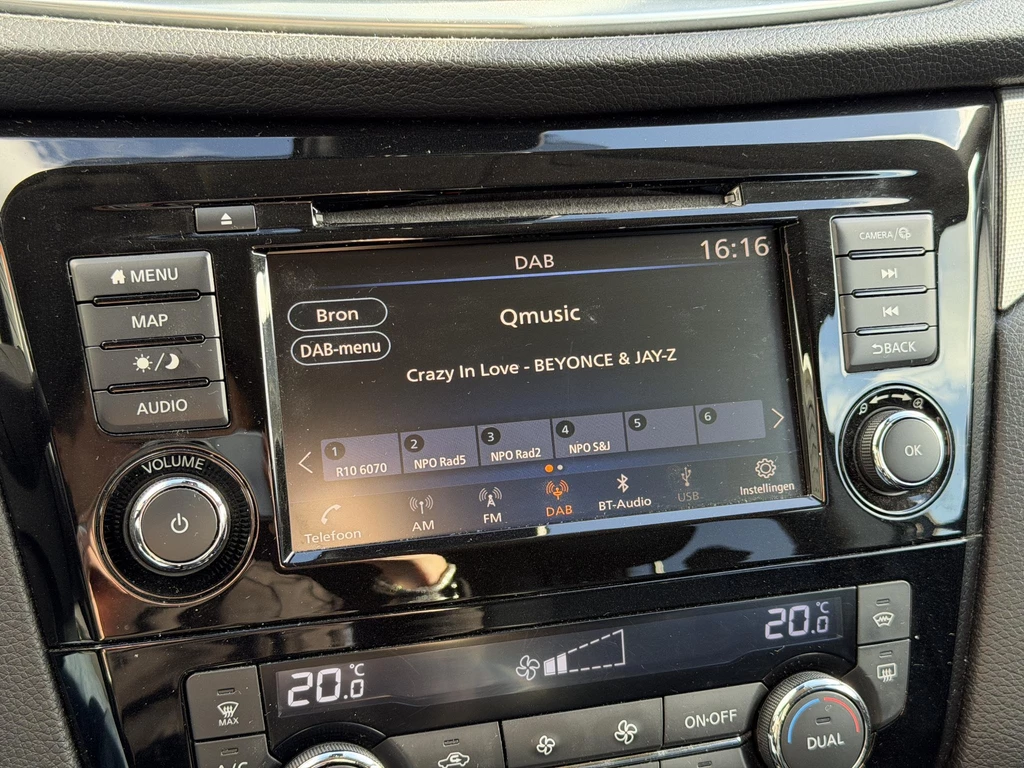 CAMERA/
MENU
MAP
AUDIO
VOLUME
DAB
16:16
Bron
Qmusic
DAB-menu
Crazy In Love - BEYONCE & JAY-Z
1 2 3 4 5 6
R10 6070 NPO Rad5 NPO Rad2 NPO S&J
Telefoon AM FM DAB BT-Audio USB Instellingen
BACK
OK
20.0 °C
20.0 °C
MAX
A/C
ON·OFF
DUAL